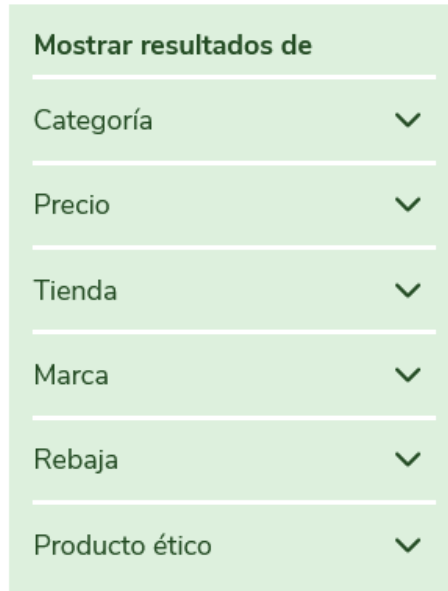 Mostrar resultados de
Categoría
Precio
Tienda
Marca
Rebaja
Producto ético